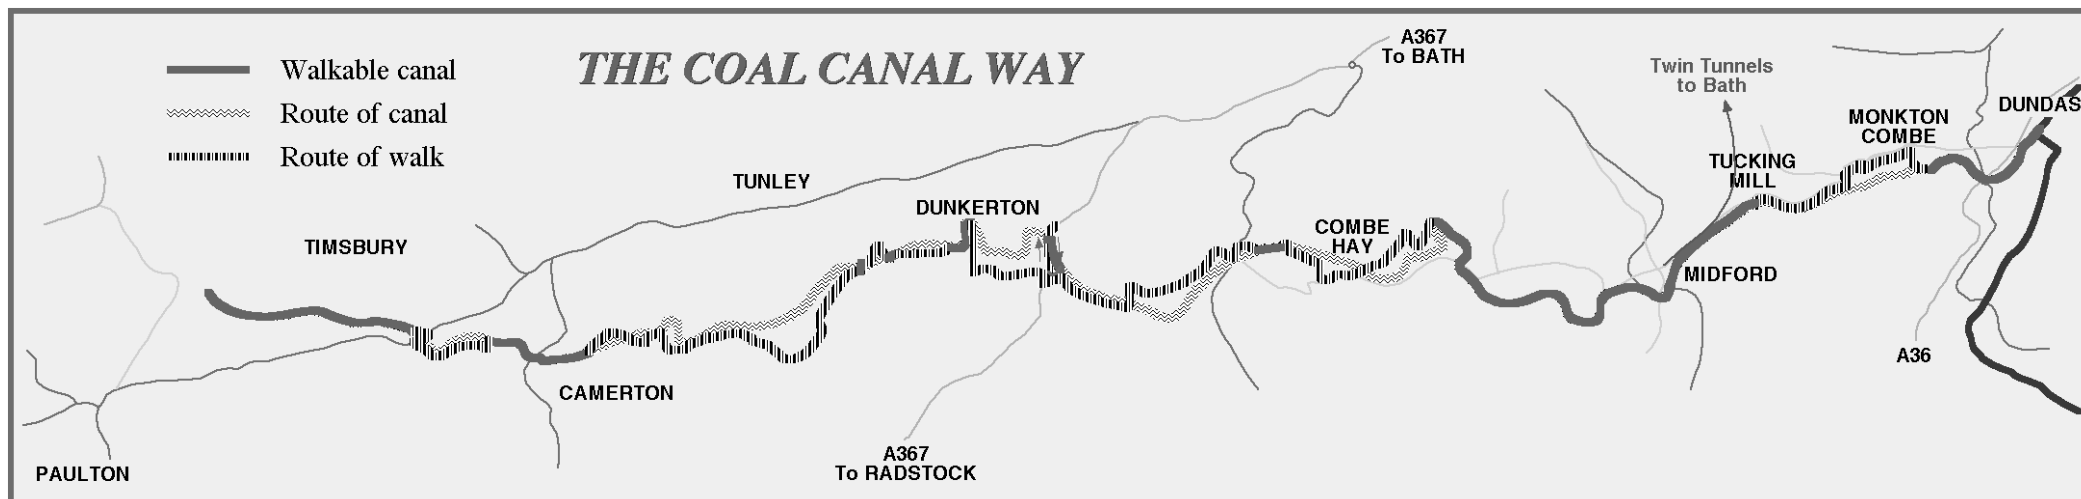 THE COAL CANAL WAY
Walkable canal
Route of canal
Route of walk
A367
To BATH
Twin Tunnels
to Bath
MONKTON
COMBE
DUNDAS
TUCKING
MILL
TUNLEY
DUNKERTON
COMBE
HAY
TIMSBURY
MIDFORD
A36
CAMERTON
A367
To RADSTOCK
PAULTON